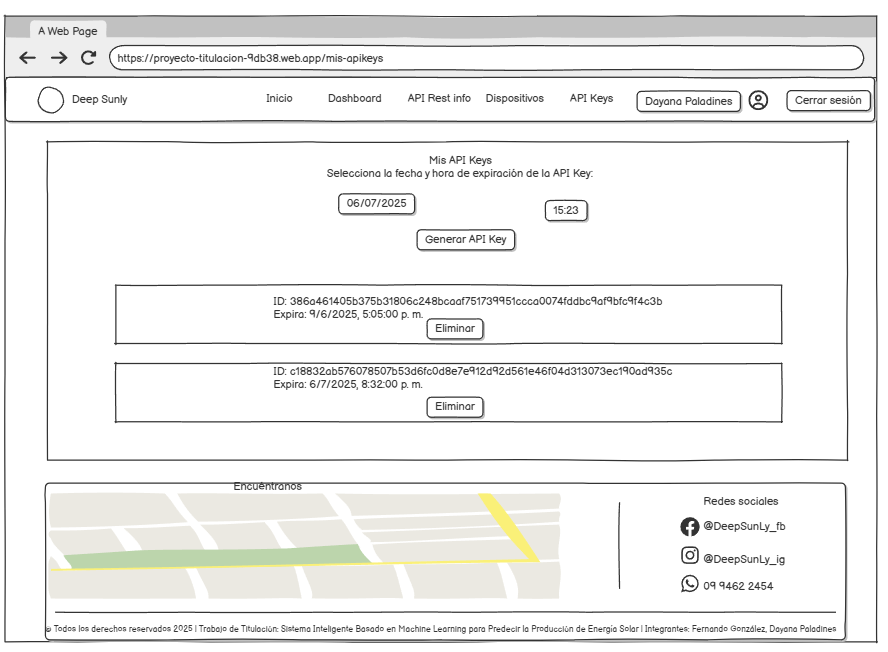 A Web Page
https://proyecto-titulacion-9db38.web.app/mis-apikeys
Deep Sunly Inicio Dashboard API Rest info Dispositivos API Keys Dayana Paladines Cerrar sesión
Mis API Keys
Selecciona la fecha y hora de expiración de la API Key:
06/07/2025 15:23
Generar API Key
ID: 386a461405b375b31806c248bcaaf751739951ccca0074fddbc9af9bfc9f4c3b
Expira: 9/6/2025, 5:05:00 p. m.
Eliminar
ID: c18832ab576078507b53d6fc0d8e7e912d92d561e46f04d313073ec190ad935c
Expira: 6/7/2025, 8:32:00 p. m.
Eliminar
Encuéntranos
Redes sociales
@DeepSunLy_fb
@DeepSunLy_ig
09 9462 2454
© Todos los derechos reservados 2025 | Trabajo de Titulación: Sistema Inteligente Basado en Machine Learning para Predecir la Producción de Energía Solar | Integrantes: Fernando González, Dayana Paladines